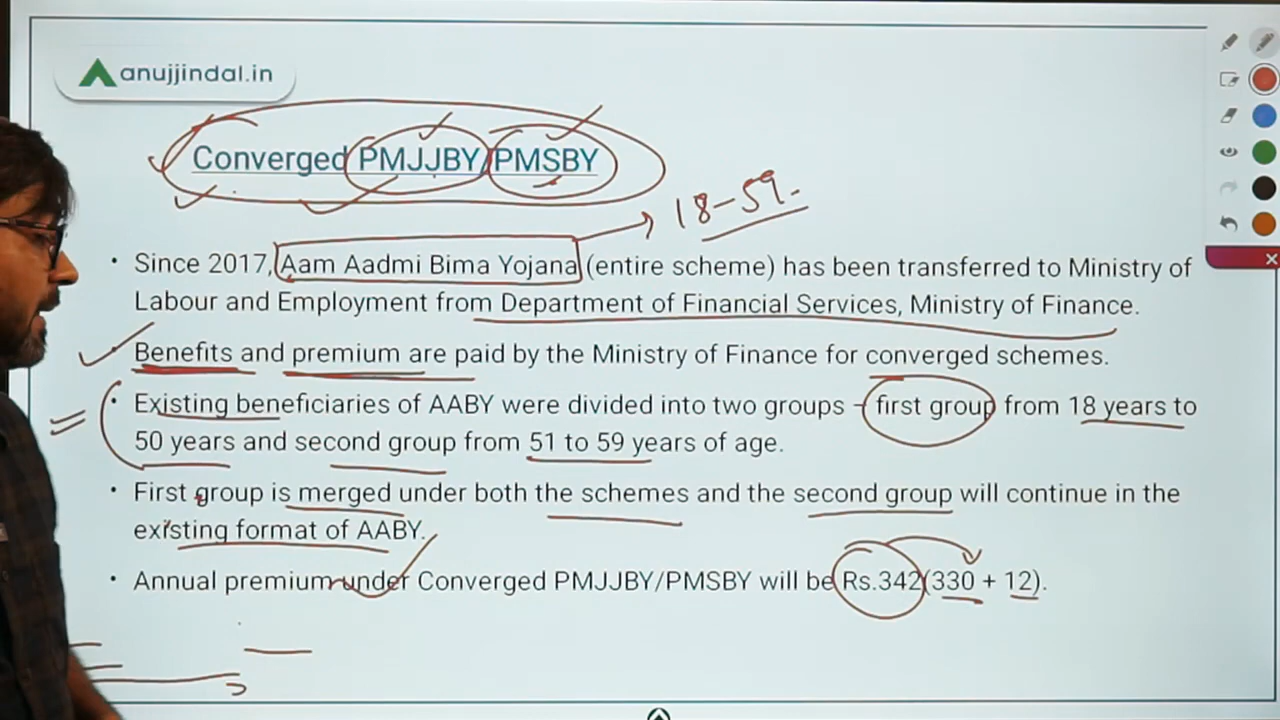 anujjindal.in
Converged PMJJBY/PMSBY
18-59.
Since 2017, Aam Aadmi Bima Yojana (entire scheme) has been transferred to Ministry of
Labour and Employment from Department of Financial Services, Ministry of Finance.
Benefits and premium are paid by the Ministry of Finance for converged schemes.
• Existing beneficiaries of AABY were divided into two groups – first group from 18 years to
50 years and second group from 51 to 59 years of age.
• First group is merged under both the schemes and the second group will continue in the
existing format of AABY.
• Annual premium under Converged PMJJBY/PMSBY will be Rs.342(330 + 12).